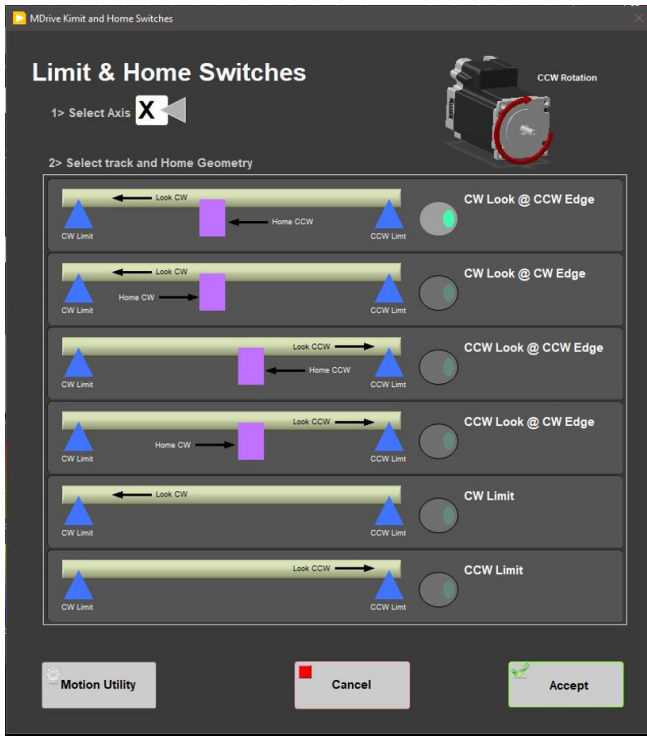 MDrive Kimit and Home Switches
Limit & Home Switches
CCW Rotation
1> Select Axis X
2> Select track and Home Geometry
Look CW
CW Look @ CCW Edge
Home CCW
CW Limit
CCW Limt
Look CW
CW Look @ CW Edge
Home CW
CW Limit
CCW Limt
Look CCW
CCW Look @ CCW Edge
Home CCW
CW Limit
CCW Limt
Look CCW
CCW Look @ CW Edge
Home CW
CW Limit
CCW Limt
Look CW
CW Limit
CW Limit
CCW Limt
Look CCW
CCW Limit
CW Limit
CCW Limt
Motion Utility
Cancel
Accept